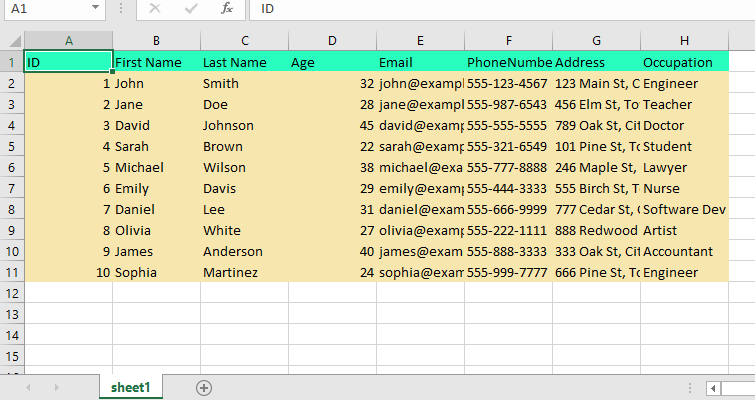 A1 fx ID
A B C D E F G H
1 ID First Name Last Name Age Email PhoneNumbe Address Occupation
2 1 John Smith 32 john@exampl 555-123-4567 123 Main St, C Engineer
3 2 Jane Doe 28 jane@exampl 555-987-6543 456 Elm St, To Teacher
4 3 David Johnson 45 david@examp 555-555-5555 789 Oak St, Cit Doctor
5 4 Sarah Brown 22 sarah@examp 555-321-6549 101 Pine St, To Student
6 5 Michael Wilson 38 michael@exa 555-777-8888 246 Maple St, Lawyer
7 6 Emily Davis 29 emily@examp 555-444-3333 555 Birch St, T Nurse
8 7 Daniel Lee 31 daniel@exam 555-666-9999 777 Cedar St, Software Dev
9 8 Olivia White 27 olivia@examp 555-222-1111 888 Redwood Artist
10 9 James Anderson 40 james@exam 555-888-3333 333 Oak St, Cit Accountant
11 10 Sophia Martinez 24 sophia@exam 555-999-7777 666 Pine St, To Engineer
12
13
14
15
sheet1